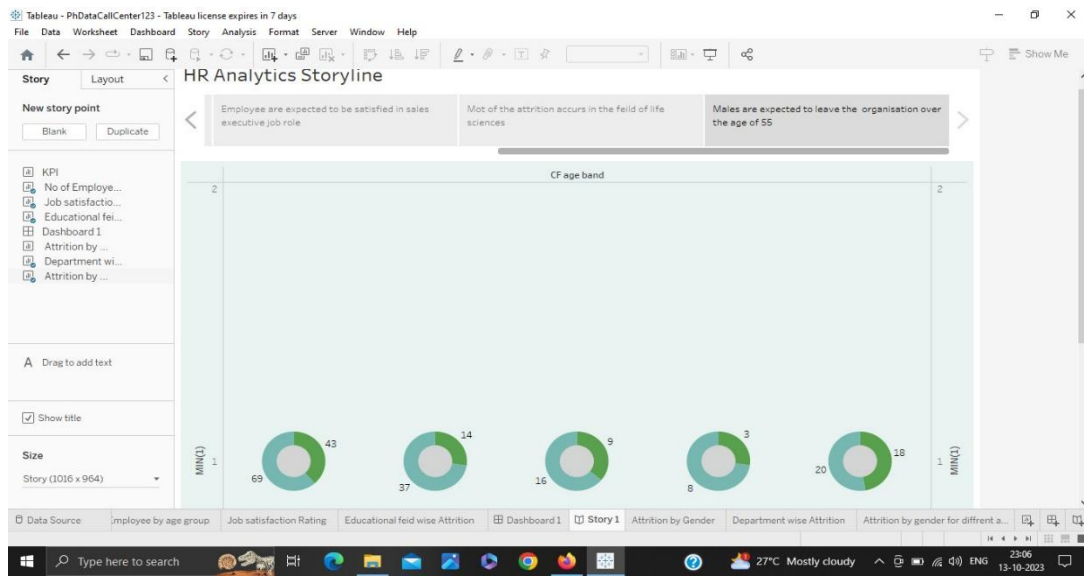 Tableau - PhDataCallCenter123 - Tableau license expires in 7 days
File Data Worksheet Dashboard Story Analysis Format Server Window Help
Show Me
Story Layout <
New story point
Blank Duplicate
KPI
No of Employe...
Job satisfactio...
Educational fei...
Dashboard 1
Attrition by ...
Department wi...
Attrition by ...
A Drag to add text
Show title
Size
Story (1016 x 964)
HR Analytics Storyline
Employee are expected to be satisfied in sales
executive job role
Mot of the attrition accurs in the feild of life
sciences
Males are expected to leave the organisation over
the age of 55
CF age band
2 2
MIN(1) 1 1 MIN(1)
43 14 9 3 18
69 37 16 8 20
Data Source Employee by age group Job satisfaction Rating Educational feid wise Attrition Dashboard 1 Story 1 Attrition by Gender Department wise Attrition Attrition by gender for diffrent a...
Type here to search 27°C Mostly cloudy ENG 23:06
13-10-2023